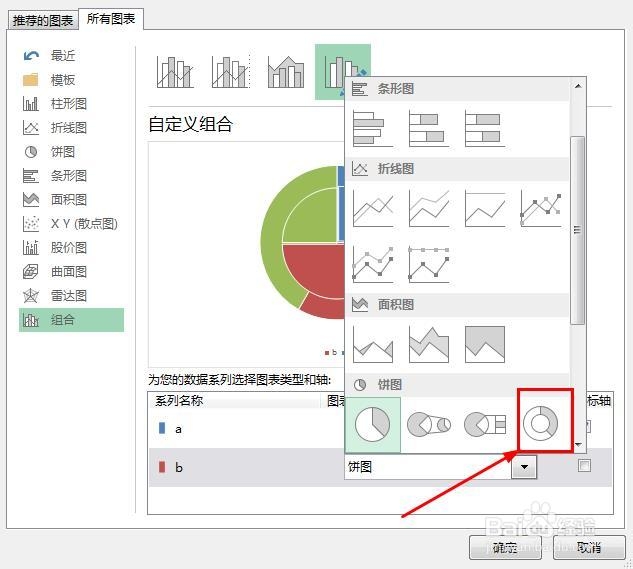 推荐的图表 所有图表
最近
模板
柱形图
折线图
饼图
条形图
面积图
X Y (散点图)
股价图
曲面图
雷达图
组合
自定义组合
条形图
折线图
面积图
饼图
b
为您的数据系列选择图表类型和轴:
系列名称 图表 标轴
a
b 饼图
Baidu 经验
确定 取消